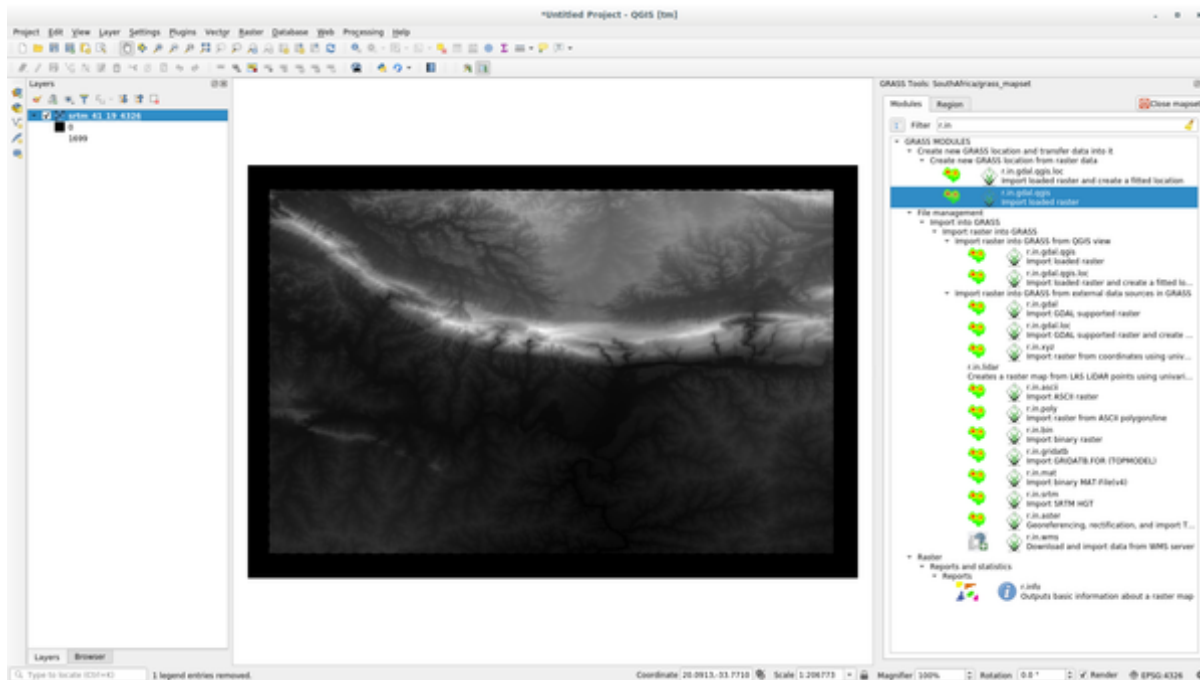 *Untitled Project - QGIS [tm]
Project Edit View Layer Settings Plugins Vector Raster Database Web Processing Help
Layers
srtm_41_19_4326
0
1699
Layers Browser
Type to locate (Ctrl+K)
1 legend entries removed.
Coordinate 20.0913,-33.7710
Scale 1:206773
Magnifier 100%
Rotation 0.0 °
Render
EPSG:4326
GRASS Tools: SouthAfrica/grass_mapset
Modules Region
Close mapset
Filter r.in
GRASS MODULES
Create new GRASS location and transfer data into it
Create new GRASS location from raster data
r.in.gdal.qgis.loc
Import loaded raster and create a fitted location
r.in.gdal.qgis
Import loaded raster
File management
Import into GRASS
Import raster into GRASS
Import raster into GRASS from QGIS view
r.in.gdal.qgis
Import loaded raster
r.in.gdal.qgis.loc
Import loaded raster and create a fitted lo...
Import raster into GRASS from external data sources in GRASS
r.in.gdal
Import GDAL supported raster
r.in.gdal.loc
Import GDAL supported raster and create ...
r.in.xyz
Import raster from coordinates using univ...
r.in.lidar
Creates a raster map from LAS LiDAR points using univari...
r.in.ascii
Import ASCII raster
r.in.poly
Import raster from ASCII polygon/line
r.in.bin
Import binary raster
r.in.gridatb
Import GRIDATB.FOR (TOPMODEL)
r.in.mat
Import binary MAT-File(v4)
r.in.srtm
Import SRTM HGT
r.in.aster
Georeferencing, rectification, and import T...
r.in.wms
Download and import data from WMS server
Raster
Reports and statistics
Reports
r.info
Outputs basic information about a raster map